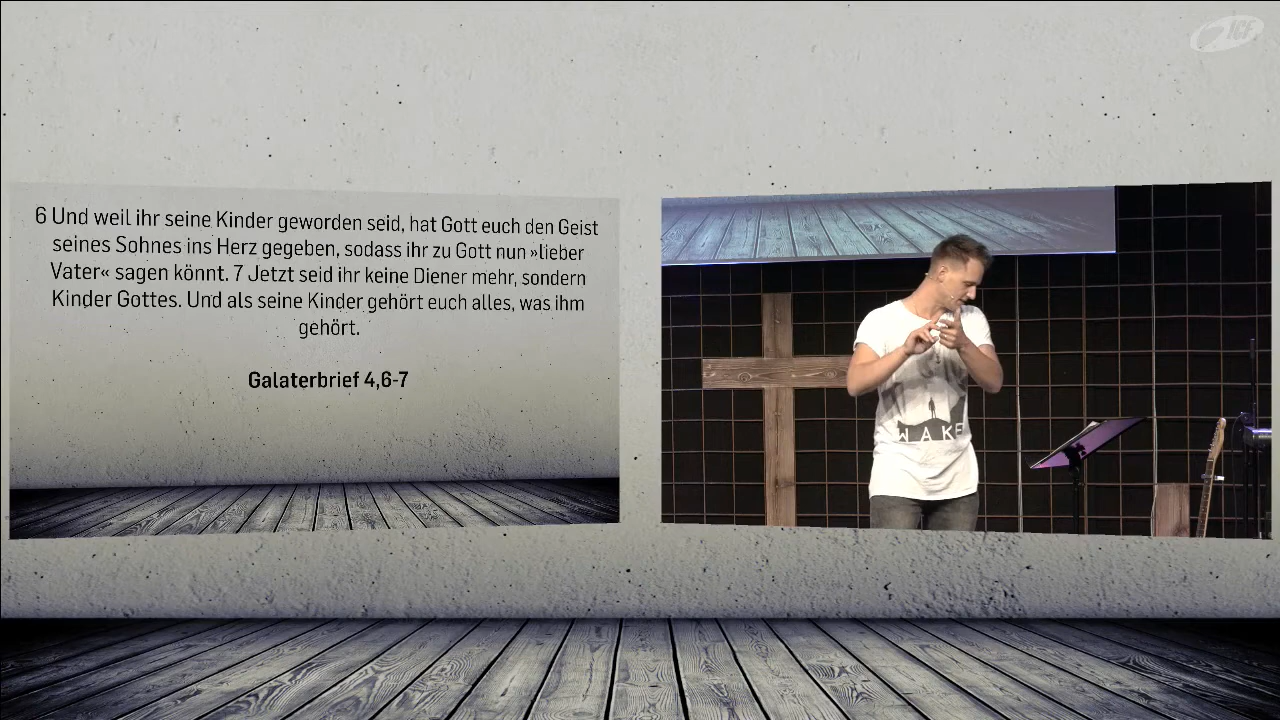 6 Und weil ihr seine Kinder geworden seid, hat Gott euch den Geist
seines Sohnes ins Herz gegeben, sodass ihr zu Gott nun »lieber
Vater« sagen könnt. 7 Jetzt seid ihr keine Diener mehr, sondern
Kinder Gottes. Und als seine Kinder gehört euch alles, was ihm
gehört.
Galaterbrief 4,6-7
ICF
WAKE